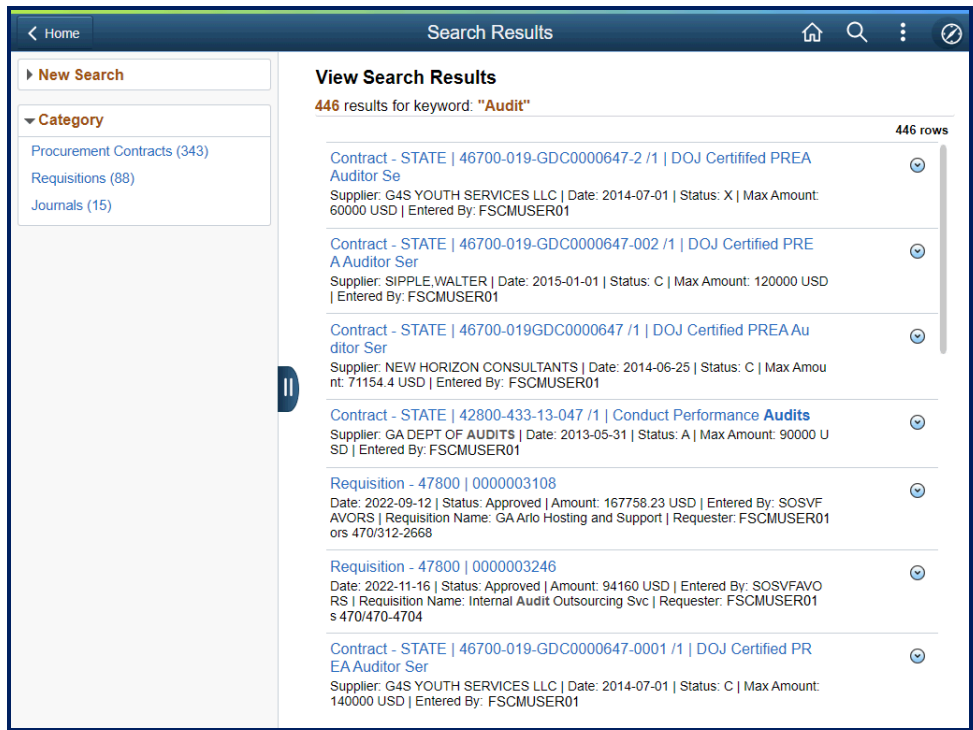 Home
Search Results
New Search
Category
Procurement Contracts (343)
Requisitions (88)
Journals (15)
View Search Results
446 results for keyword: "Audit"
446 rows
Contract - STATE | 46700-019-GDC0000647-2 /1 | DOJ Certifified PREA
Auditor Se
Supplier: G4S YOUTH SERVICES LLC | Date: 2014-07-01 | Status: X | Max Amount:
60000 USD | Entered By: FSCMUSER01
Contract - STATE | 46700-019-GDC0000647-002 /1 | DOJ Certified PRE
A Auditor Ser
Supplier: SIPPLE,WALTER | Date: 2015-01-01 | Status: C | Max Amount: 120000 USD
| Entered By: FSCMUSER01
Contract - STATE | 46700-019GDC0000647 /1 | DOJ Certified PREA Au
ditor Ser
Supplier: NEW HORIZON CONSULTANTS | Date: 2014-06-25 | Status: C | Max Amou
nt: 71154.4 USD | Entered By: FSCMUSER01
Contract - STATE | 42800-433-13-047 /1 | Conduct Performance Audits
Supplier: GA DEPT OF AUDITS | Date: 2013-05-31 | Status: A | Max Amount: 90000 U
SD | Entered By: FSCMUSER01
Requisition - 47800 | 0000003108
Date: 2022-09-12 | Status: Approved | Amount: 167758.23 USD | Entered By: SOSVF
AVORS | Requisition Name: GA Arlo Hosting and Support | Requester: FSCMUSER01
ors 470/312-2668
Requisition - 47800 | 0000003246
Date: 2022-11-16 | Status: Approved | Amount: 94160 USD | Entered By: SOSVFAVO
RS | Requisition Name: Internal Audit Outsourcing Svc | Requester: FSCMUSER01
s 470/470-4704
Contract - STATE | 46700-019-GDC0000647-0001 /1 | DOJ Certified PR
EA Auditor Ser
Supplier: G4S YOUTH SERVICES LLC | Date: 2014-07-01 | Status: C | Max Amount:
140000 USD | Entered By: FSCMUSER01